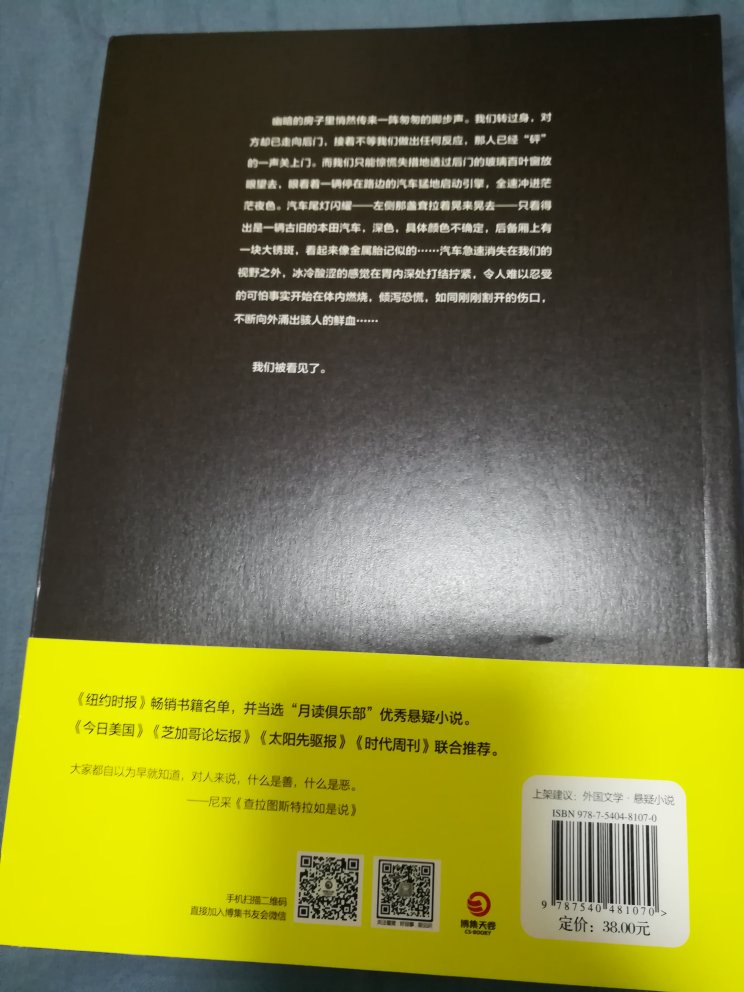 幽暗的房子里悄然传来一阵匆匆的脚步声。我们转过身，对
方却已走向后门，接着不等我们做出任何反应，那人已经“砰”
的一声关上门。而我们只能惊慌失措地透过后门的玻璃百叶窗放
眼望去，眼看着一辆停在路边的汽车猛地启动引擎，全速冲进茫
茫夜色。汽车尾灯闪耀——左侧那盏耷拉着晃来晃去——只看得
出是一辆古旧的本田汽车，深色，具体颜色不确定，后备厢上有
一块大锈斑，看起来像金属胎记似的……汽车急速消失在我们的
视野之外，冰冷酸涩的感觉在胃内深处打结拧紧，令人难以忍受
的可怕事实开始在体内燃烧，倾泻恐慌，如同刚刚割开的伤口，
不断向外涌出骇人的鲜血……
我们被看见了。
《纽约时报》畅销书籍名单，并当选“月读俱乐部”优秀悬疑小说。
《今日美国》《芝加哥论坛报》《太阳先驱报》《时代周刊》联合推荐。
大家都自以为早就知道，对人来说，什么是善，什么是恶。
——尼采《查拉图斯特拉如是说》
手机扫描二维码
直接加入博集书友会微信
博集天卷
CS-BOOKY
上架建议：外国文学·悬疑小说
ISBN 978-7-5404-8107-0
9 787540 481070 >
定价：38.00元